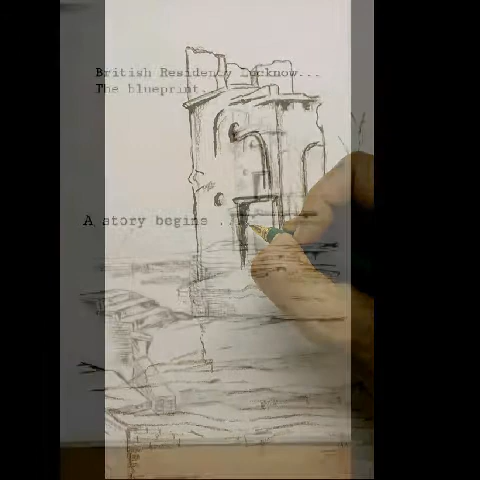 British Residency Lucknow...
The blueprint..
A story begins ...